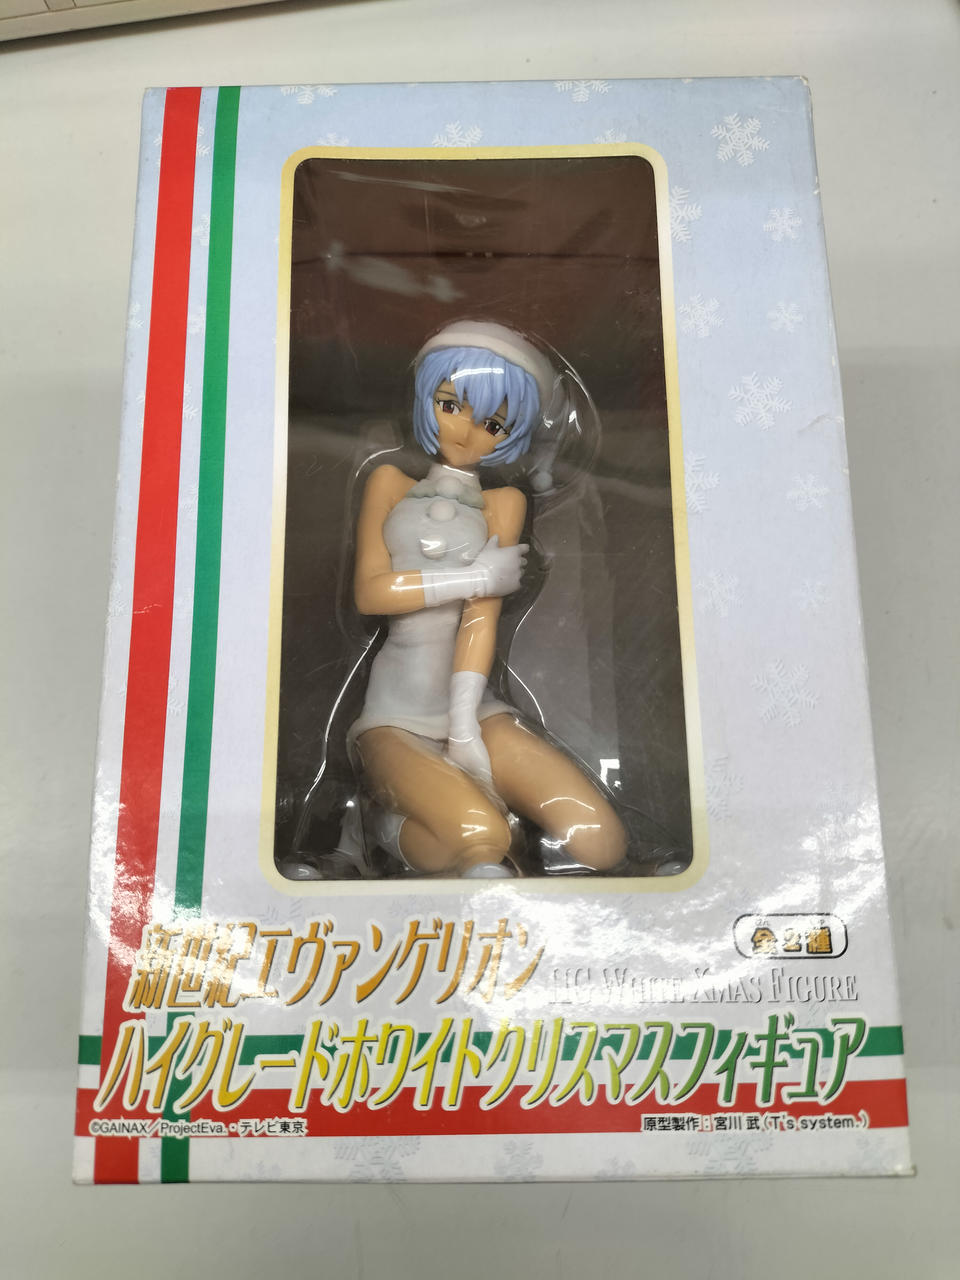 新世紀エヴァンゲリオン
全2種
HG WHITE XMAS FIGURE
ハイグレードホワイトクリスマスフィギュア
©GAINAX／ProjectEva.・テレビ東京
原型製作：宮川 武（T's system.）